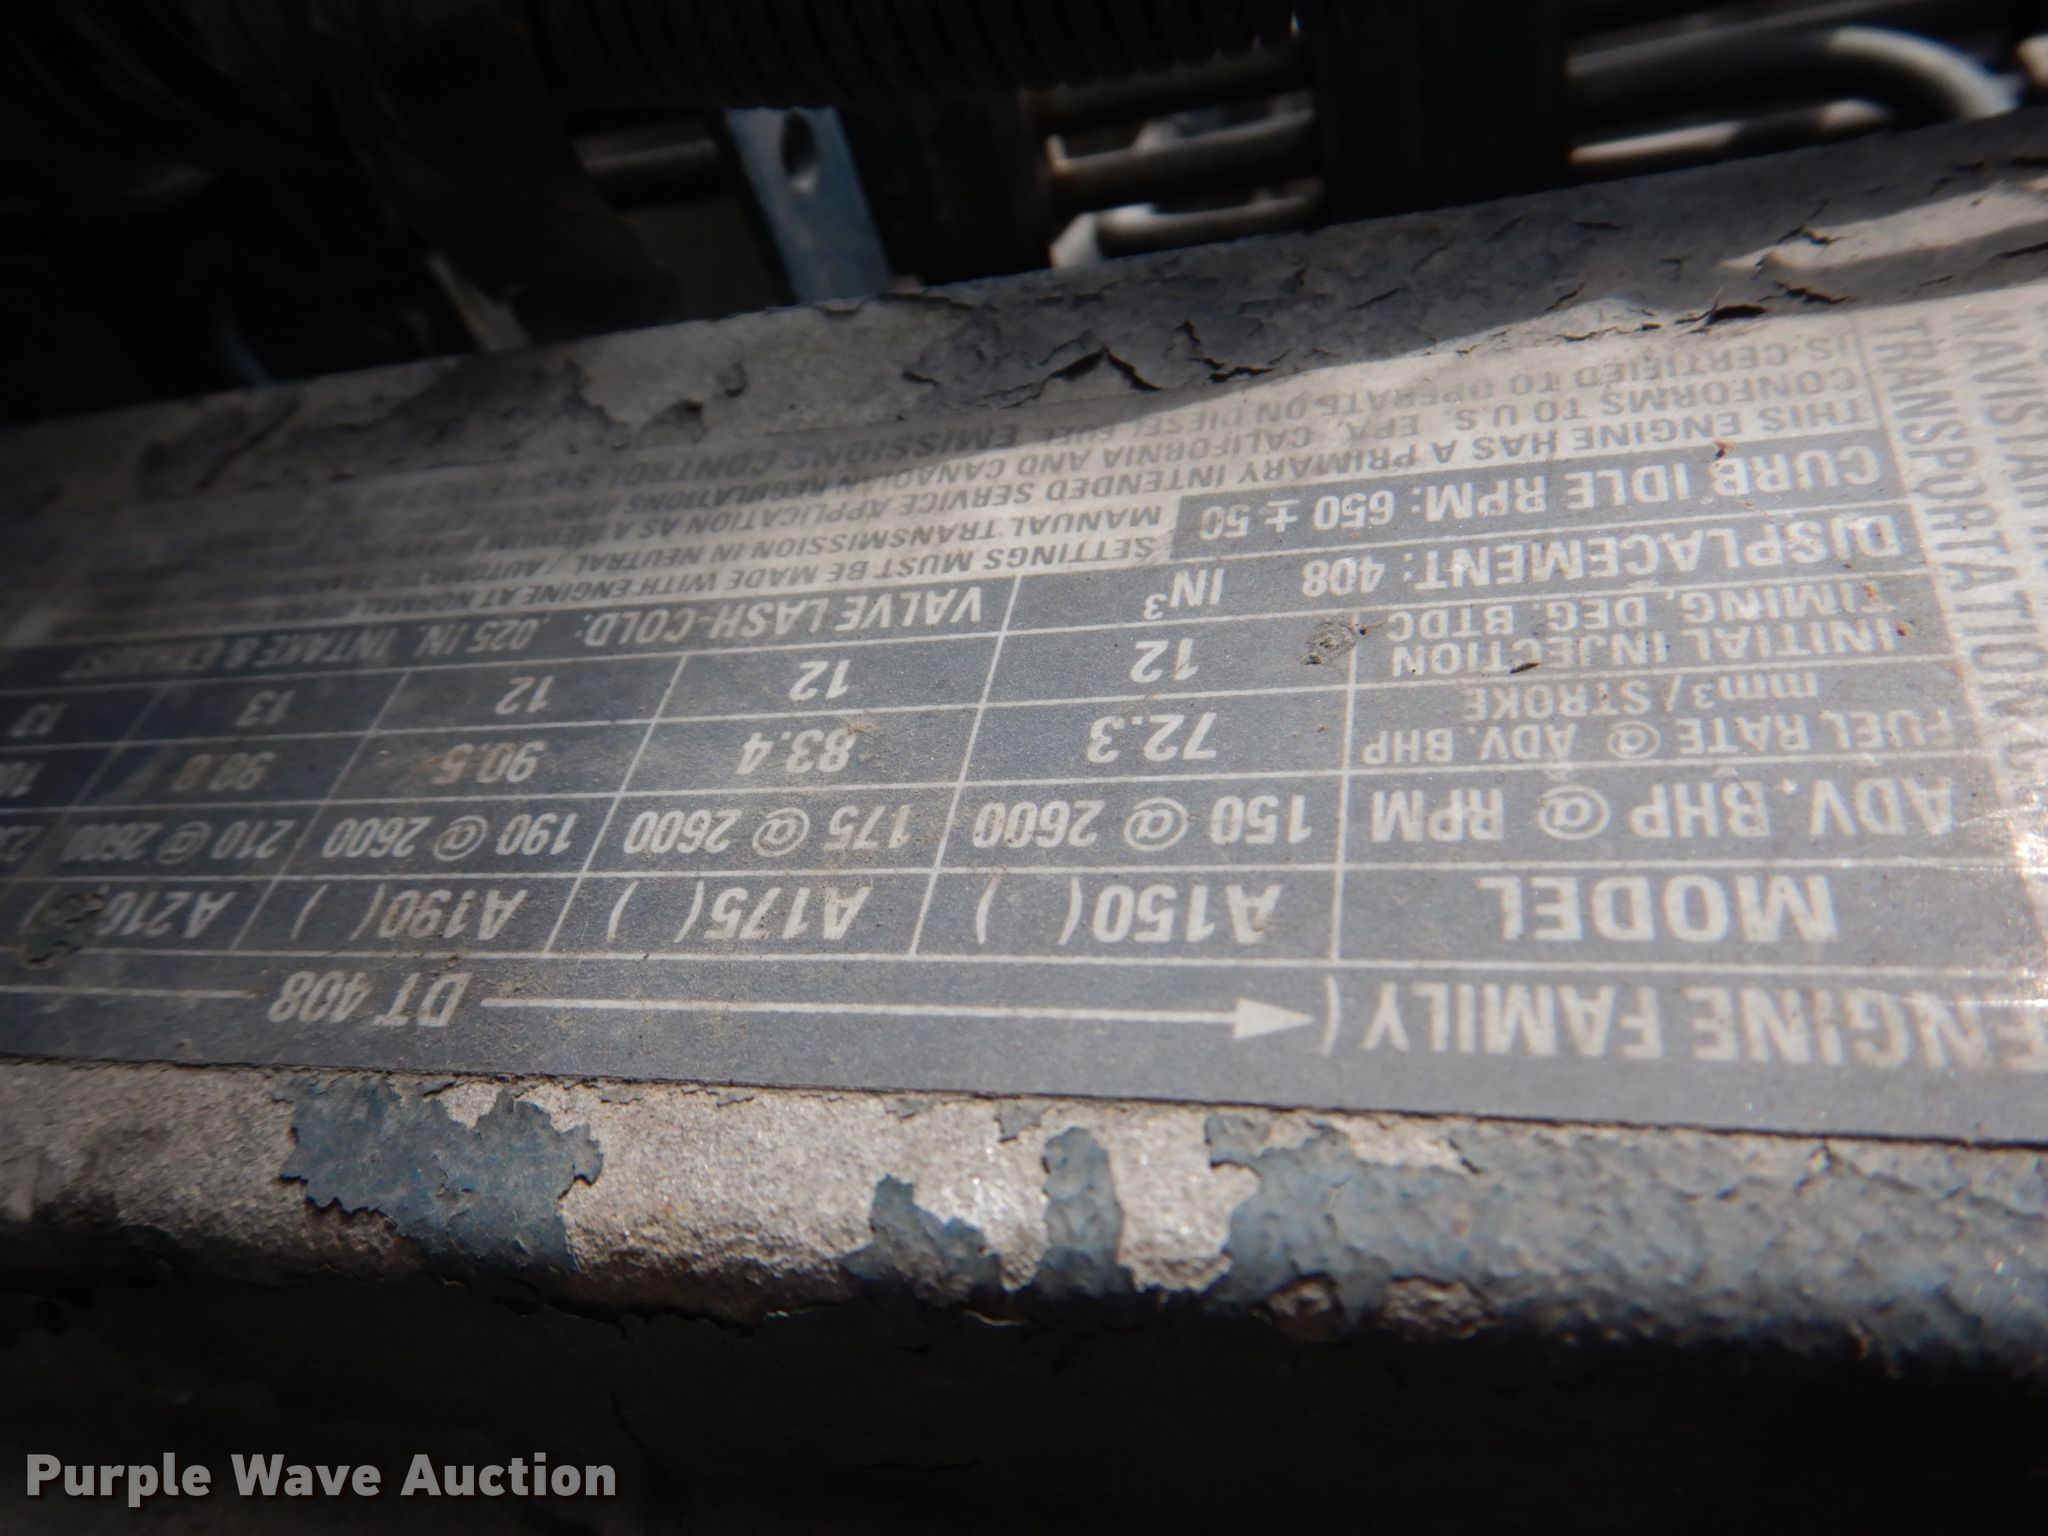 NAVISTAR
TRANSPORTATION
ENGINE FAMILY ( DT 408
MODEL A150( ) A175( ) A190( ) A210( )
ADV. BHP @ RPM 150 @ 2600 175 @ 2600 190 @ 2600 210 @ 2600
FUEL RATE @ ADV. BHP
mm3/STROKE 72.3 83.4 90.5
INITIAL INJECTION
TIMING, DEG. BTDC 12 12 12 13 13
DISPLACEMENT: 408 IN3 VALVE LASH-COLD: .025 IN INTAKE & EXHAUST
CURB IDLE RPM: 650 ± 50
SETTINGS MUST BE MADE WITH ENGINE AT NORMAL
MANUAL TRANSMISSION IN NEUTRAL / AUTOMATIC
THIS ENGINE HAS A PRIMARY INTENDED SERVICE APPLICATION AS A MEDIUM HEAVY
CONFORMS TO U.S. EPA, CALIFORNIA AND CANADIAN REGULATIONS
IS CERTIFIED TO OPERATE ON DIESEL FUEL. EMISSIONS CONTROL
Purple Wave Auction